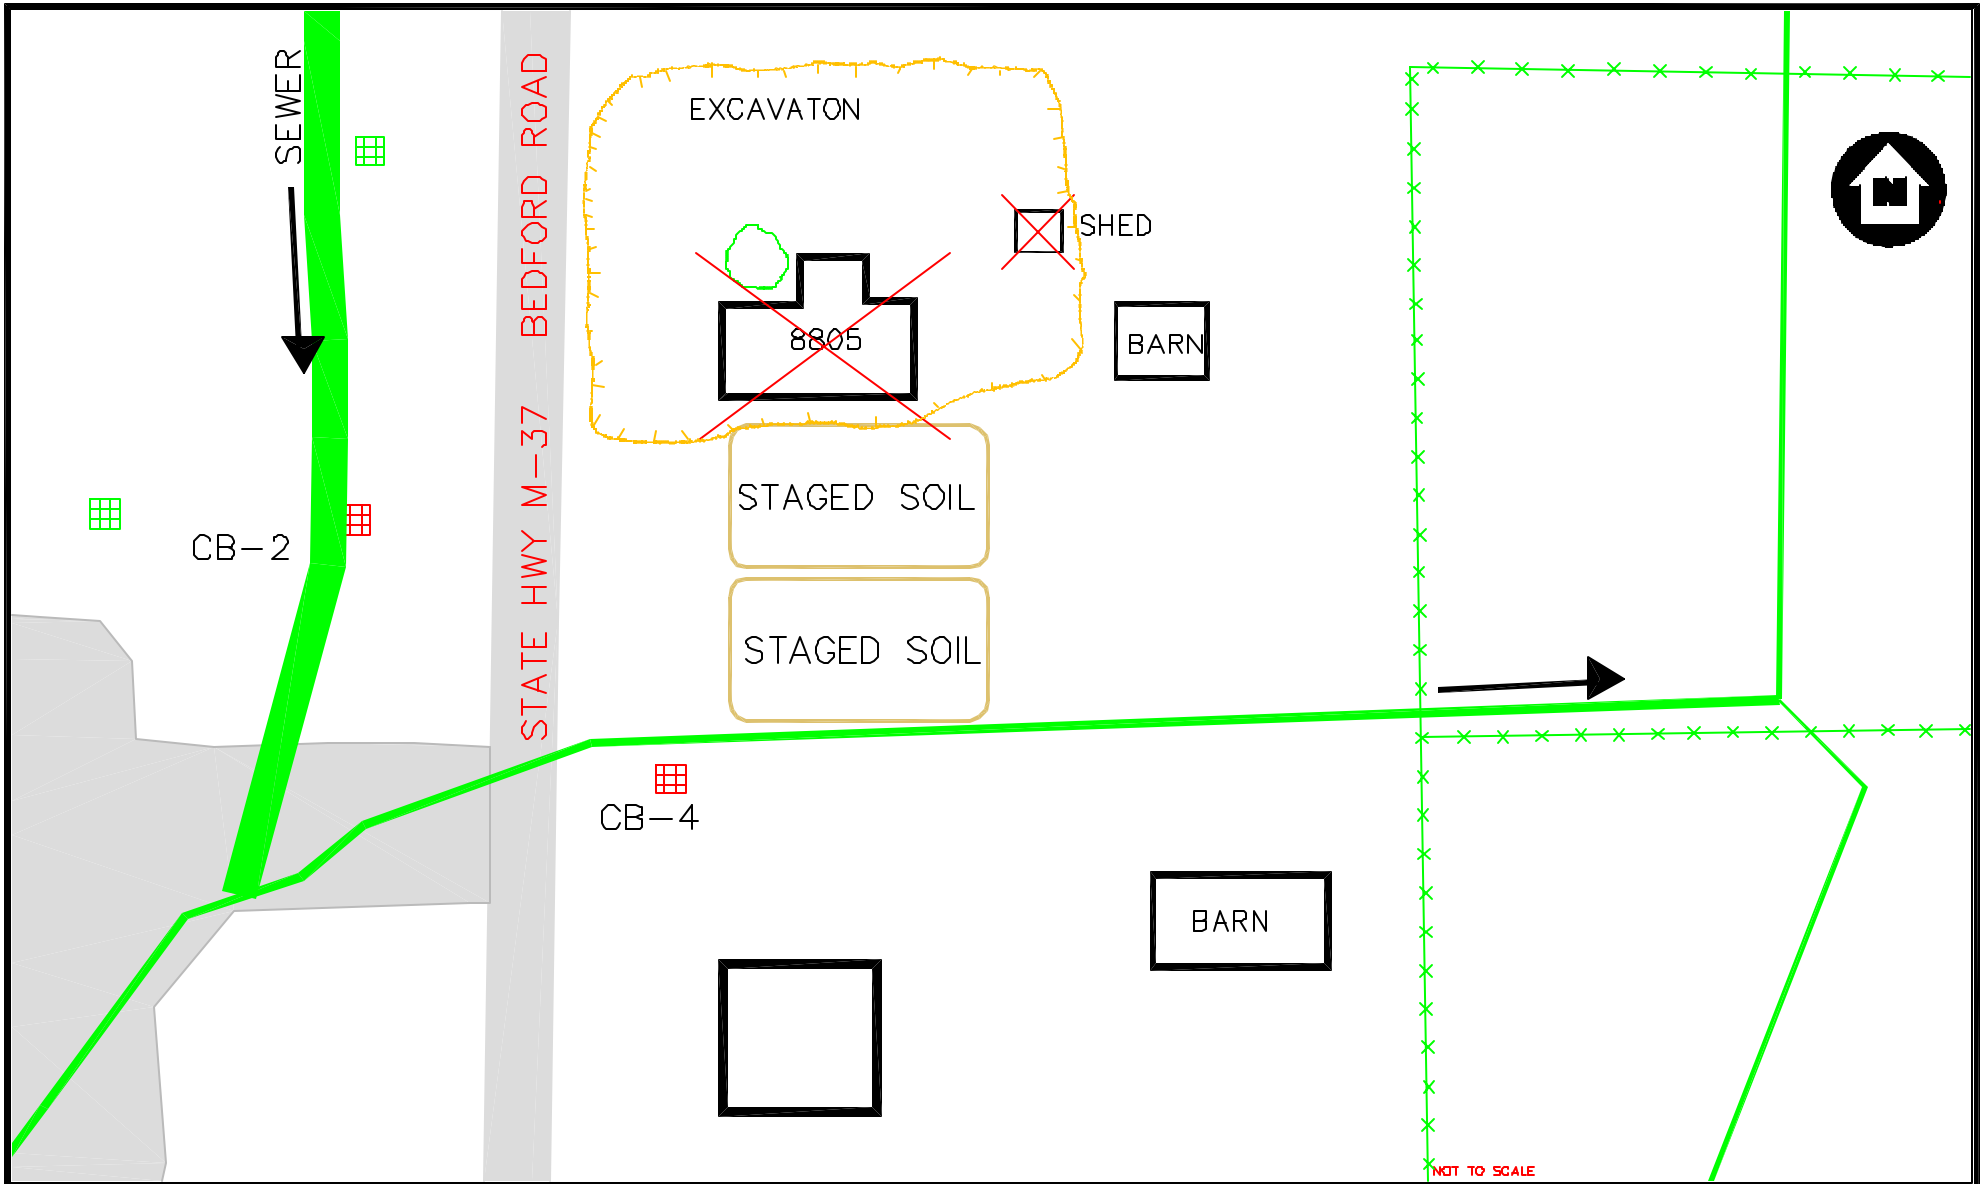 SEWER
STATE HWY M-37 BEDFORD ROAD
EXCAVATON
N
SHED
8805
BARN
STAGED SOIL
CB-2
STAGED SOIL
CB-4
BARN
NOT TO SCALE